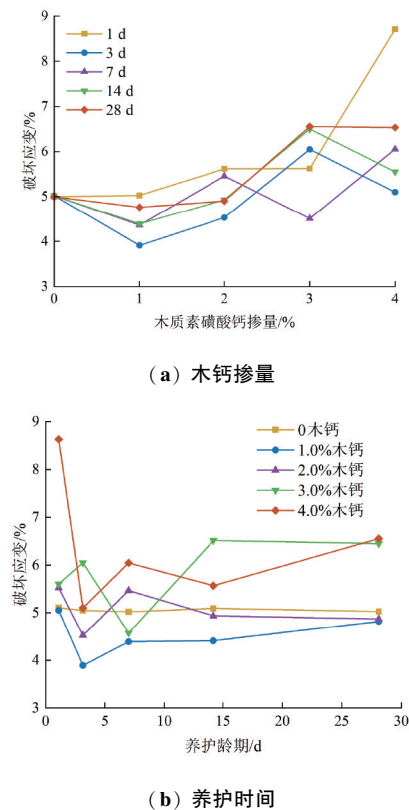 9
8
7
6
5
4
3
破坏应变/%
1 d
3 d
7 d
14 d
28 d
0 1 2 3 4
木质素磺酸钙掺量/%
（a）木钙掺量
9
8
7
6
5
4
3
破坏应变/%
0木钙
1.0%木钙
2.0%木钙
3.0%木钙
4.0%木钙
0 5 10 15 20 25 30
养护龄期/d
（b）养护时间